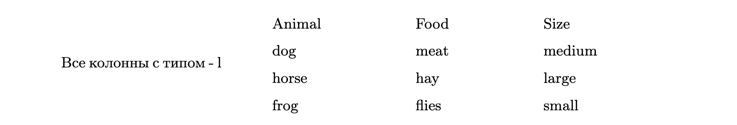 Все колонны с типом - l
Animal Food Size
dog meat medium
horse hay large
frog flies small